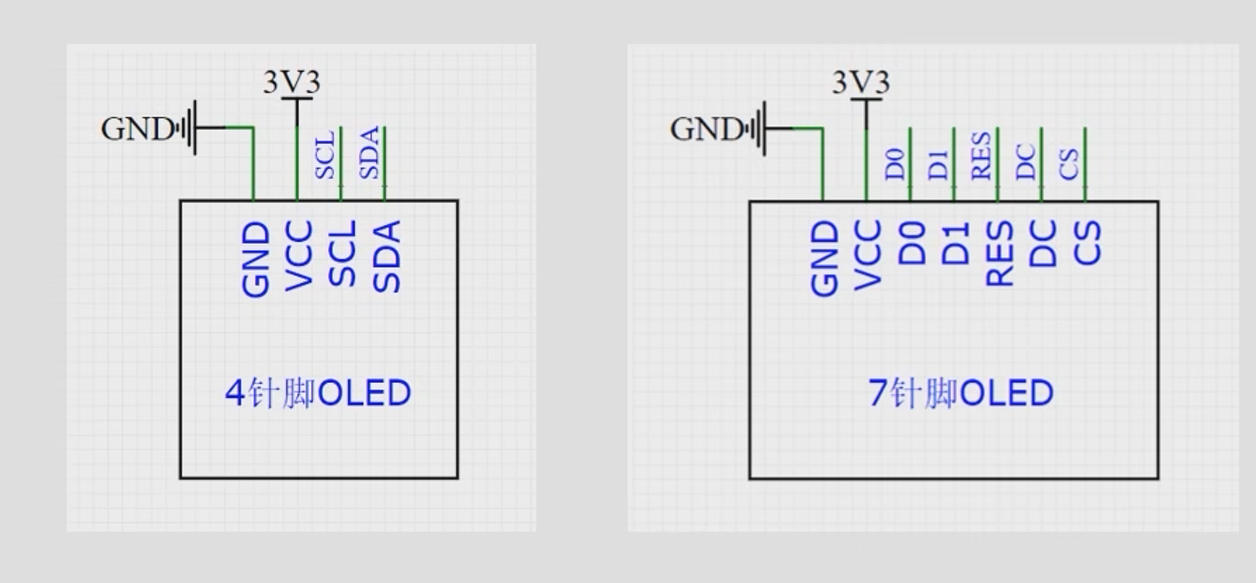 3V3
GND
SCL
SDA
GND
VCC
SCL
SDA
4针脚OLED
3V3
GND
D0
D1
RES
DC
CS
GND
VCC
D0
D1
RES
DC
CS
7针脚OLED